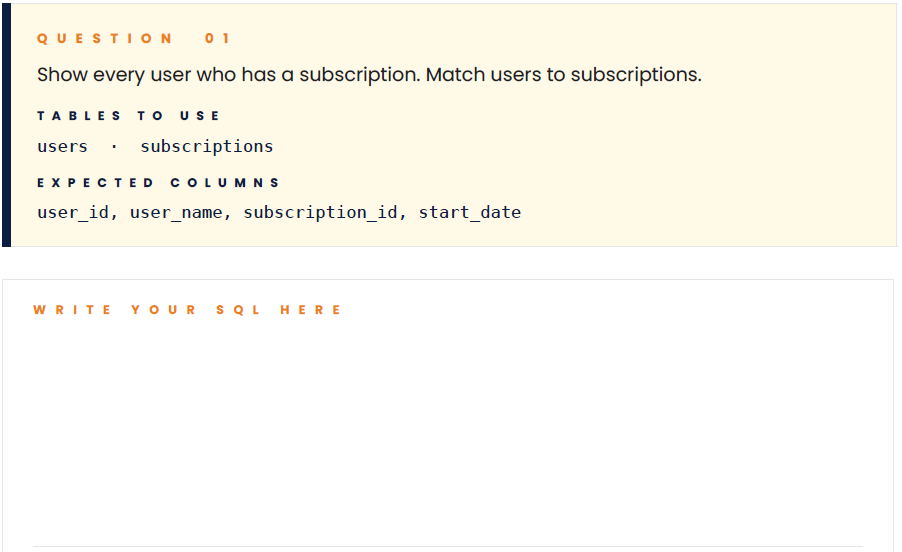 QUESTION 01
Show every user who has a subscription. Match users to subscriptions.
TABLES TO USE
users · subscriptions
EXPECTED COLUMNS
user_id, user_name, subscription_id, start_date
WRITE YOUR SQL HERE